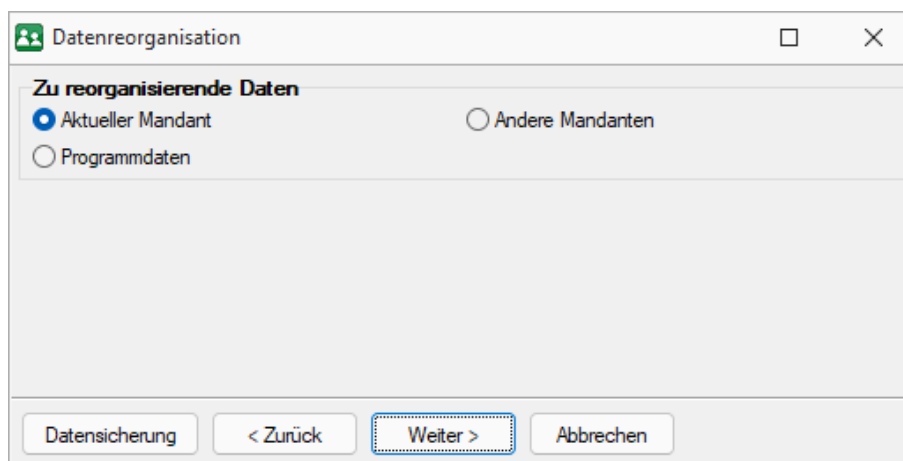 Datenreorganisation
Zu reorganisierende Daten
Aktueller Mandant Andere Mandanten
Programmdaten
Datensicherung < Zurück Weiter > Abbrechen